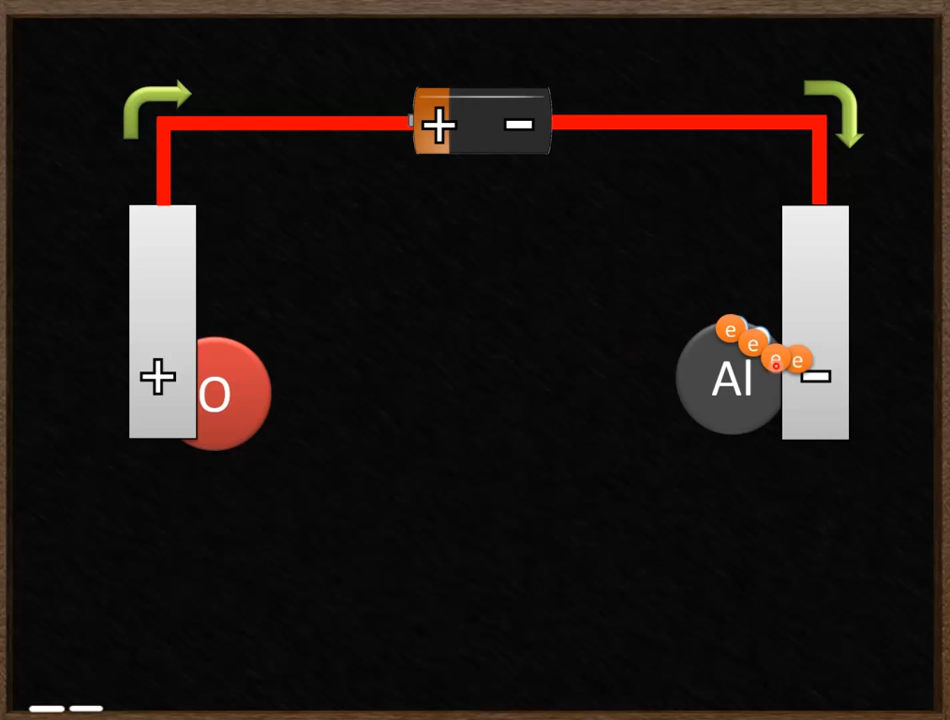 + −
e
e
e e
+ O Al −